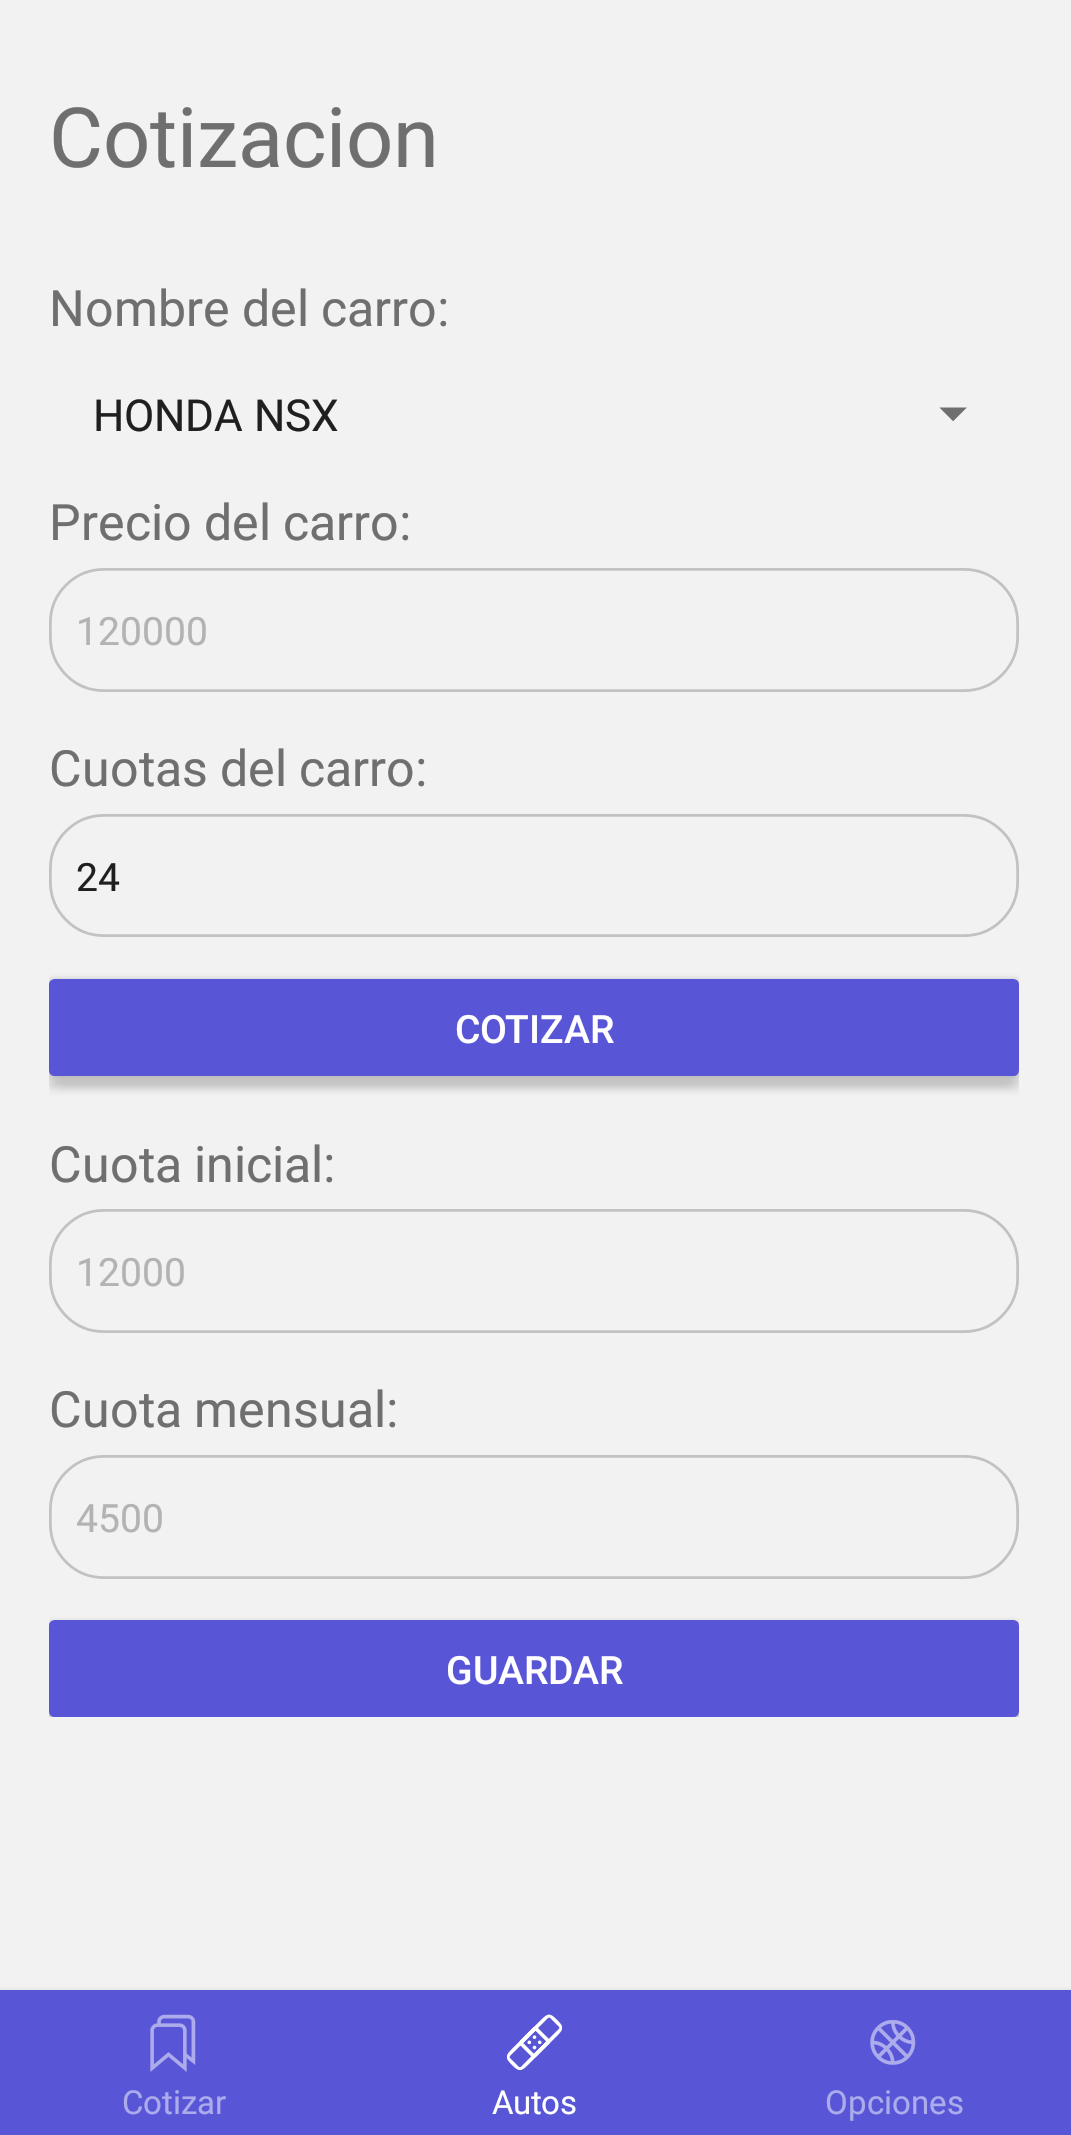 Cotizacion
Nombre del carro:
HONDA NSX
Precio del carro:
120000
Cuotas del carro:
24
COTIZAR
Cuota inicial:
12000
Cuota mensual:
4500
GUARDAR
Cotizar
Autos
Opciones